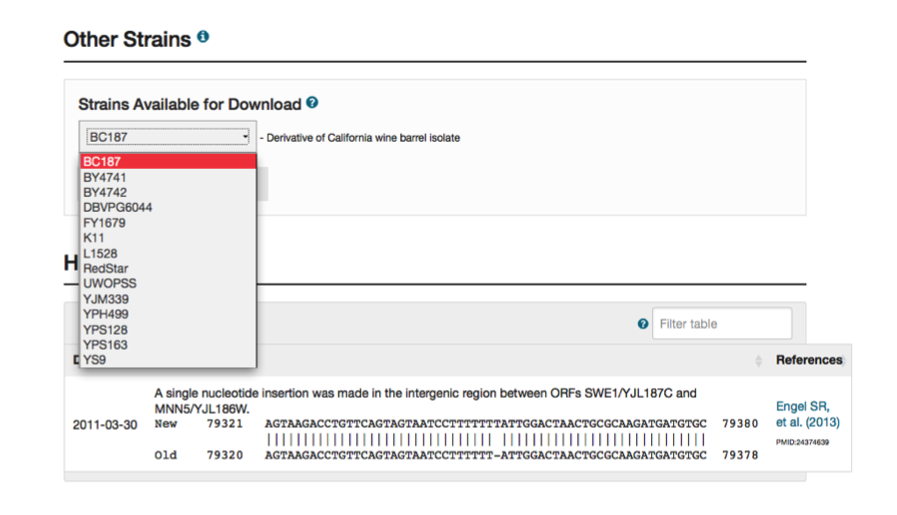 Other Strains
Strains Available for Download
BC187 - Derivative of California wine barrel isolate
BC187
BY4741
BY4742
DBVPG6044
FY1679
K11
L1528
H
RedStar
UWOPSS
YJM339
YPH499
Filter table
YPS128
YPS163
YS9
References
A single nucleotide insertion was made in the intergenic region between ORFs SWE1/YJL187C and
MNN5/YJL186W.
2011-03-30
New 79321 AGTAAGACCTGTTCAGTAGTAATCCTTTTTTTATTGGACTAACTGCGCAAGATGATGTGC 79380
Old 79320 AGTAAGACCTGTTCAGTAGTAATCCTTTTTT-ATTGGACTAACTGCGCAAGATGATGTGC 79378
Engel SR,
et al. (2013)
PMID:24374639